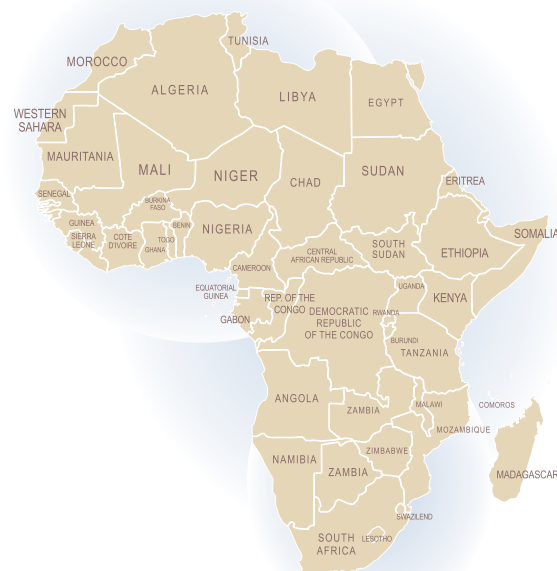 TUNISIA
MOROCCO
ALGERIA
LIBYA
EGYPT
WESTERN
SAHARA
MAURITANIA
MALI
NIGER
CHAD
SUDAN
ERITREA
SENEGAL
BURKINA
FASO
GUINEA
SIERRA
LEONE
COTE
D'IVOIRE
GHANA
TOGO
BENIN
NIGERIA
CAMEROON
CENTRAL
AFRICAN REPUBLIC
SOUTH
SUDAN
ETHIOPIA
SOMALIA
EQUATORIAL
GUINEA
GABON
REP. OF THE
CONGO
DEMOCRATIC
REPUBLIC
OF THE CONGO
UGANDA
KENYA
RWANDA
BURUNDI
TANZANIA
ANGOLA
ZAMBIA
MALAWI
COMOROS
MOZAMBIQUE
ZIMBABWE
NAMIBIA
ZAMBIA
MADAGASCAR
SWAZILEND
SOUTH
AFRICA
LESOTHO